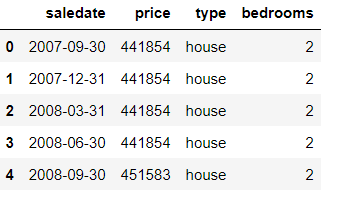 saledate price type bedrooms
0 2007-09-30 441854 house 2
1 2007-12-31 441854 house 2
2 2008-03-31 441854 house 2
3 2008-06-30 441854 house 2
4 2008-09-30 451583 house 2